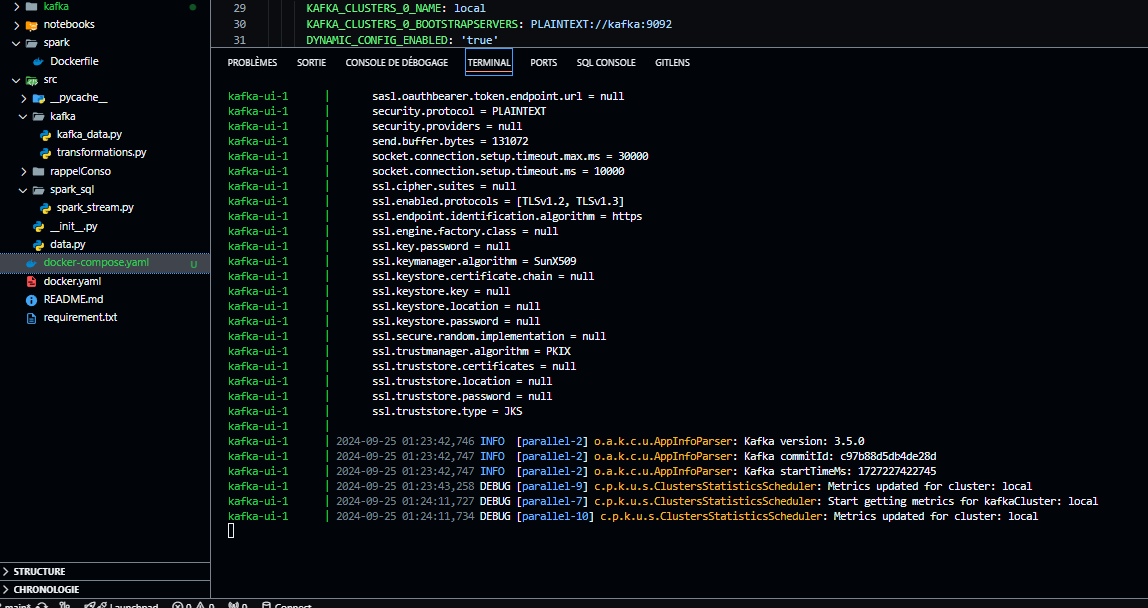 kafka
notebooks
spark
Dockerfile
src
__pycache__
kafka
kafka_data.py
transformations.py
rappelConso
spark_sql
spark_stream.py
__init__.py
data.py
docker-compose.yaml U
docker.yaml
README.md
requirement.txt
STRUCTURE
CHRONOLOGIE
29 KAFKA_CLUSTERS_0_NAME: local
30 KAFKA_CLUSTERS_0_BOOTSTRAPSERVERS: PLAINTEXT://kafka:9092
31 DYNAMIC_CONFIG_ENABLED: 'true'
PROBLÈMES SORTIE CONSOLE DE DÉBOGAGE TERMINAL PORTS SQL CONSOLE GITLENS
kafka-ui-1 | sasl.oauthbearer.token.endpoint.url = null
kafka-ui-1 | security.protocol = PLAINTEXT
kafka-ui-1 | security.providers = null
kafka-ui-1 | send.buffer.bytes = 131072
kafka-ui-1 | socket.connection.setup.timeout.max.ms = 30000
kafka-ui-1 | socket.connection.setup.timeout.ms = 10000
kafka-ui-1 | ssl.cipher.suites = null
kafka-ui-1 | ssl.enabled.protocols = [TLSv1.2, TLSv1.3]
kafka-ui-1 | ssl.endpoint.identification.algorithm = https
kafka-ui-1 | ssl.engine.factory.class = null
kafka-ui-1 | ssl.key.password = null
kafka-ui-1 | ssl.keymanager.algorithm = SunX509
kafka-ui-1 | ssl.keystore.certificate.chain = null
kafka-ui-1 | ssl.keystore.key = null
kafka-ui-1 | ssl.keystore.location = null
kafka-ui-1 | ssl.keystore.password = null
kafka-ui-1 | ssl.secure.random.implementation = null
kafka-ui-1 | ssl.trustmanager.algorithm = PKIX
kafka-ui-1 | ssl.truststore.certificates = null
kafka-ui-1 | ssl.truststore.location = null
kafka-ui-1 | ssl.truststore.password = null
kafka-ui-1 | ssl.truststore.type = JKS
kafka-ui-1 |
kafka-ui-1 | 2024-09-25 01:23:42,746 INFO [parallel-2] o.a.k.c.u.AppInfoParser: Kafka version: 3.5.0
kafka-ui-1 | 2024-09-25 01:23:42,747 INFO [parallel-2] o.a.k.c.u.AppInfoParser: Kafka commitId: c97b88d5db4de28d
kafka-ui-1 | 2024-09-25 01:23:42,747 INFO [parallel-2] o.a.k.c.u.AppInfoParser: Kafka startTimeMs: 1727227422745
kafka-ui-1 | 2024-09-25 01:23:43,258 DEBUG [parallel-9] c.p.k.u.s.ClustersStatisticsScheduler: Metrics updated for cluster: local
kafka-ui-1 | 2024-09-25 01:24:11,727 DEBUG [parallel-7] c.p.k.u.s.ClustersStatisticsScheduler: Start getting metrics for kafkaCluster: local
kafka-ui-1 | 2024-09-25 01:24:11,734 DEBUG [parallel-10] c.p.k.u.s.ClustersStatisticsScheduler: Metrics updated for cluster: local
main* Launchpad 0 0 0 Connect